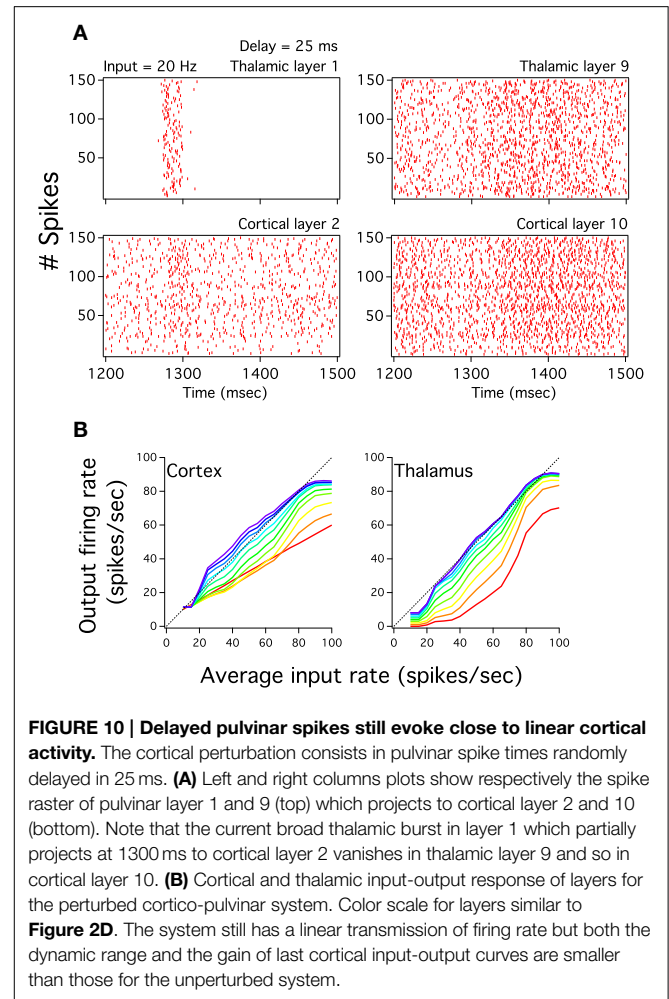 A
Delay = 25 ms
Input = 20 Hz Thalamic layer 1
Thalamic layer 9
150
100
50
Cortical layer 2
Cortical layer 10
150
100
50
# Spikes
1200 1300 1400 1500
1200 1300 1400 1500
Time (msec)
Time (msec)
B
100
80
60
40
20
0
Cortex
0 20 40 60 80 100
100
80
60
40
20
0
Thalamus
0 20 40 60 80 100
Output firing rate
(spikes/sec)
Average input rate (spikes/sec)
FIGURE 10 | Delayed pulvinar spikes still evoke close to linear cortical
activity. The cortical perturbation consists in pulvinar spike times randomly
delayed in 25 ms. (A) Left and right columns plots show respectively the spike
raster of pulvinar layer 1 and 9 (top) which projects to cortical layer 2 and 10
(bottom). Note that the current broad thalamic burst in layer 1 which partially
projects at 1300 ms to cortical layer 2 vanishes in thalamic layer 9 and so in
cortical layer 10. (B) Cortical and thalamic input-output response of layers for
the perturbed cortico-pulvinar system. Color scale for layers similar to
Figure 2D. The system still has a linear transmission of firing rate but both the
dynamic range and the gain of last cortical input-output curves are smaller
than those for the unperturbed system.